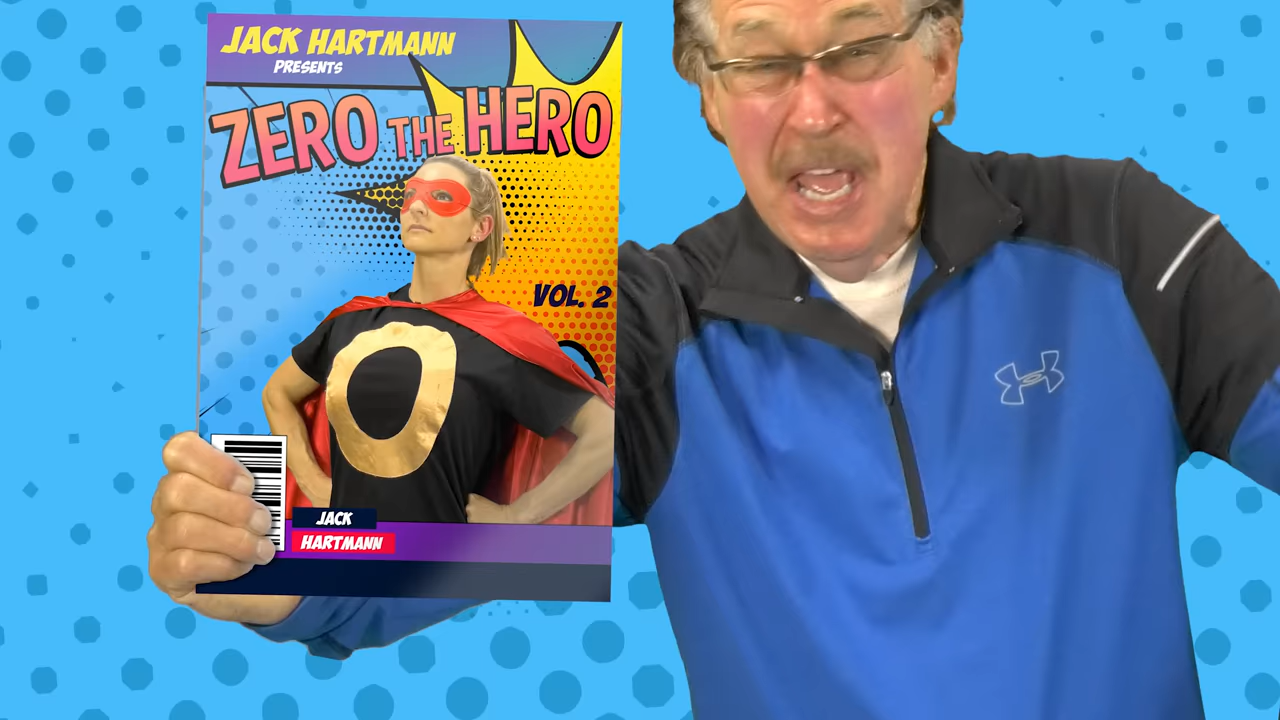 JACK HARTMANN
PRESENTS
ZERO THE HERO
VOL. 2
JACK
HARTMANN